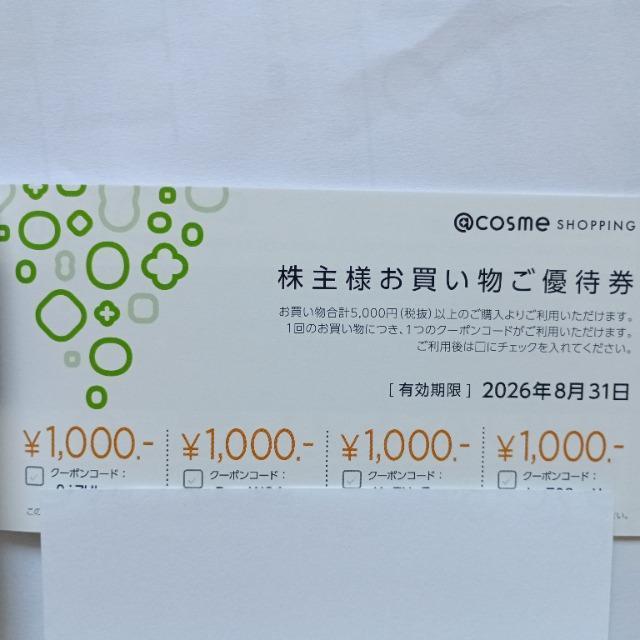 @cosme SHOPPING
株主様お買い物ご優待券
お買い物合計5,000円(税抜)以上のご購入よりご利用いただけます。
1回のお買い物につき、1つのクーポンコードがご利用いただけます。
ご利用後は□にチェックを入れてください。
[有効期限] 2026年8月31日
¥1,000.- ¥1,000.- ¥1,000.- ¥1,000.-
クーポンコード: クーポンコード: クーポンコード: クーポンコード: